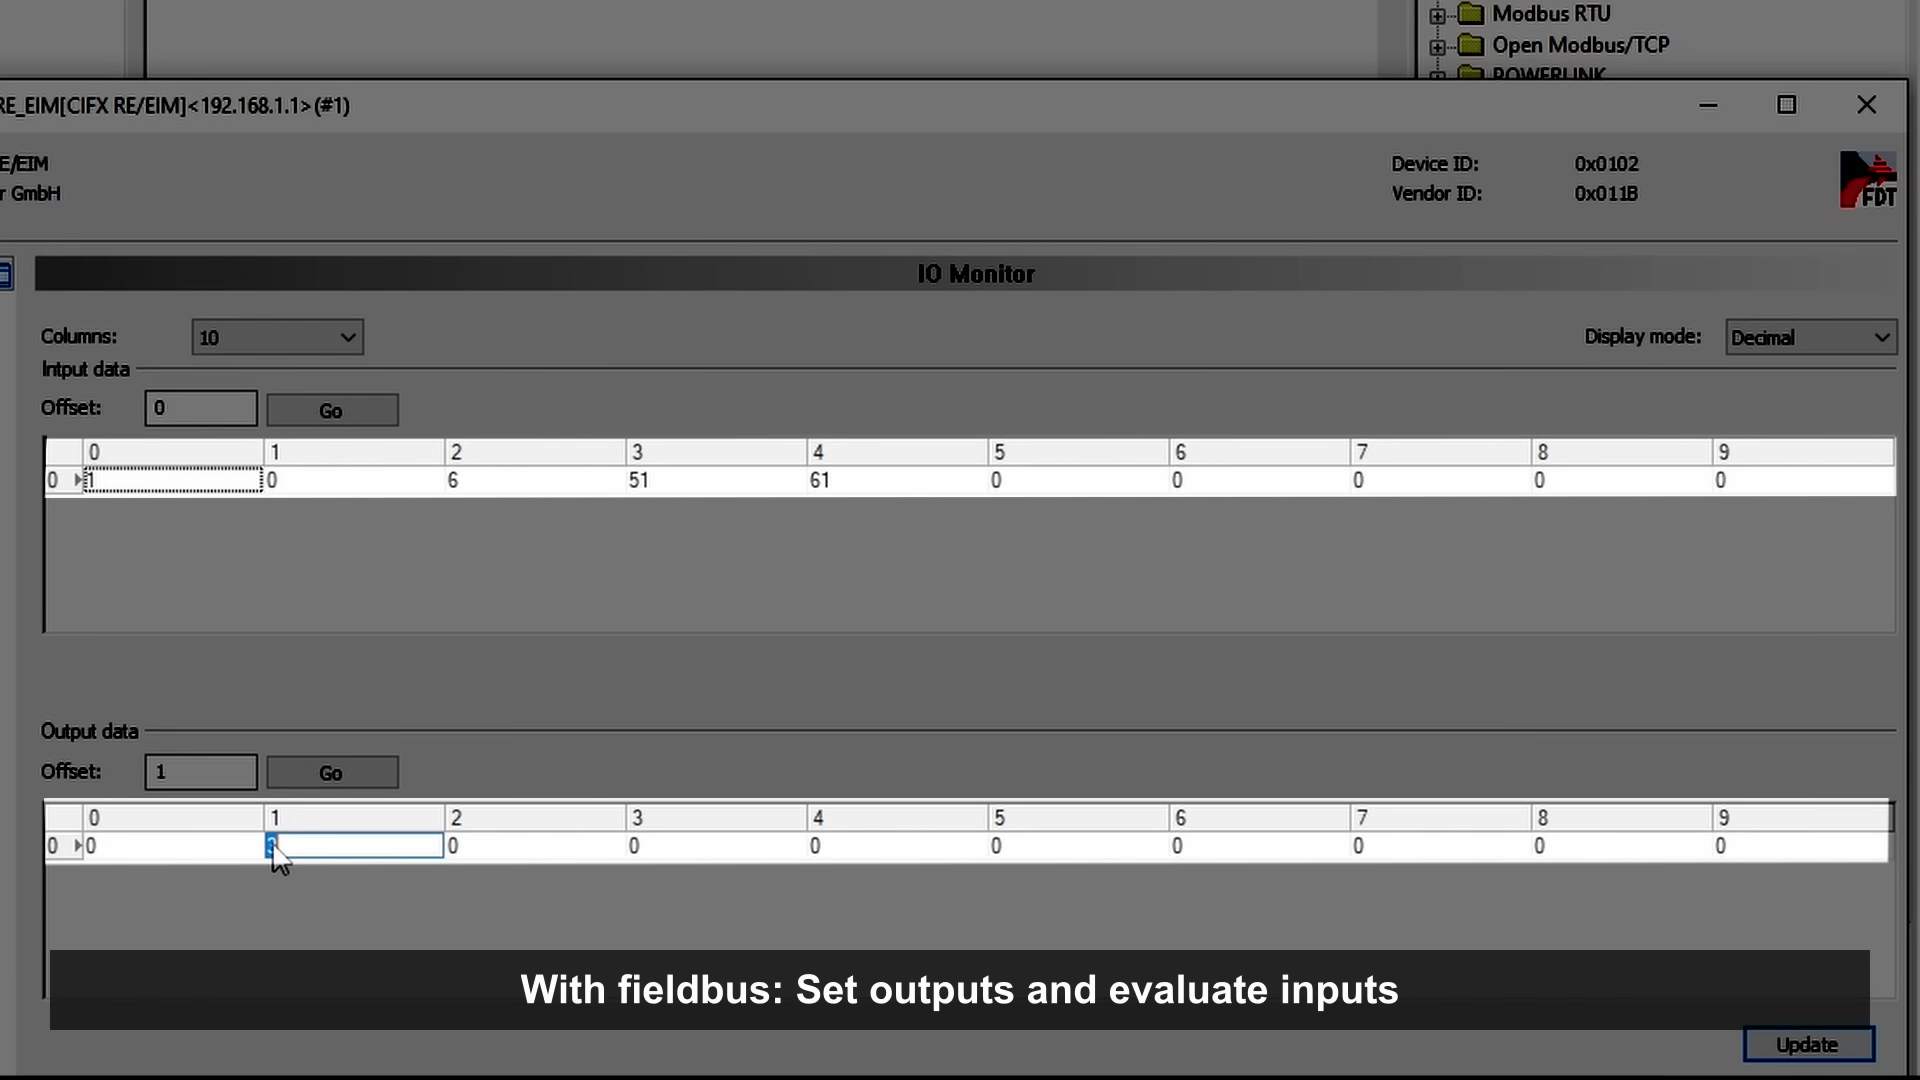 Modbus RTU
Open Modbus/TCP
POWERLINK
RE_EIM[CIFX RE/EIM]<192.168.1.1>(#1)
E/EIM
Device ID: 0x0102
r GmbH
Vendor ID: 0x011B
FDT
IO Monitor
Columns: 10
Display mode: Decimal
Intput data
Offset: 0 Go
0 1 2 3 4 5 6 7 8 9
0 1 0 6 51 61 0 0 0 0 0
Output data
Offset: 1 Go
0 1 2 3 4 5 6 7 8 9
0 0 0 0 0 0 0 0 0 0
With fieldbus: Set outputs and evaluate inputs
Update